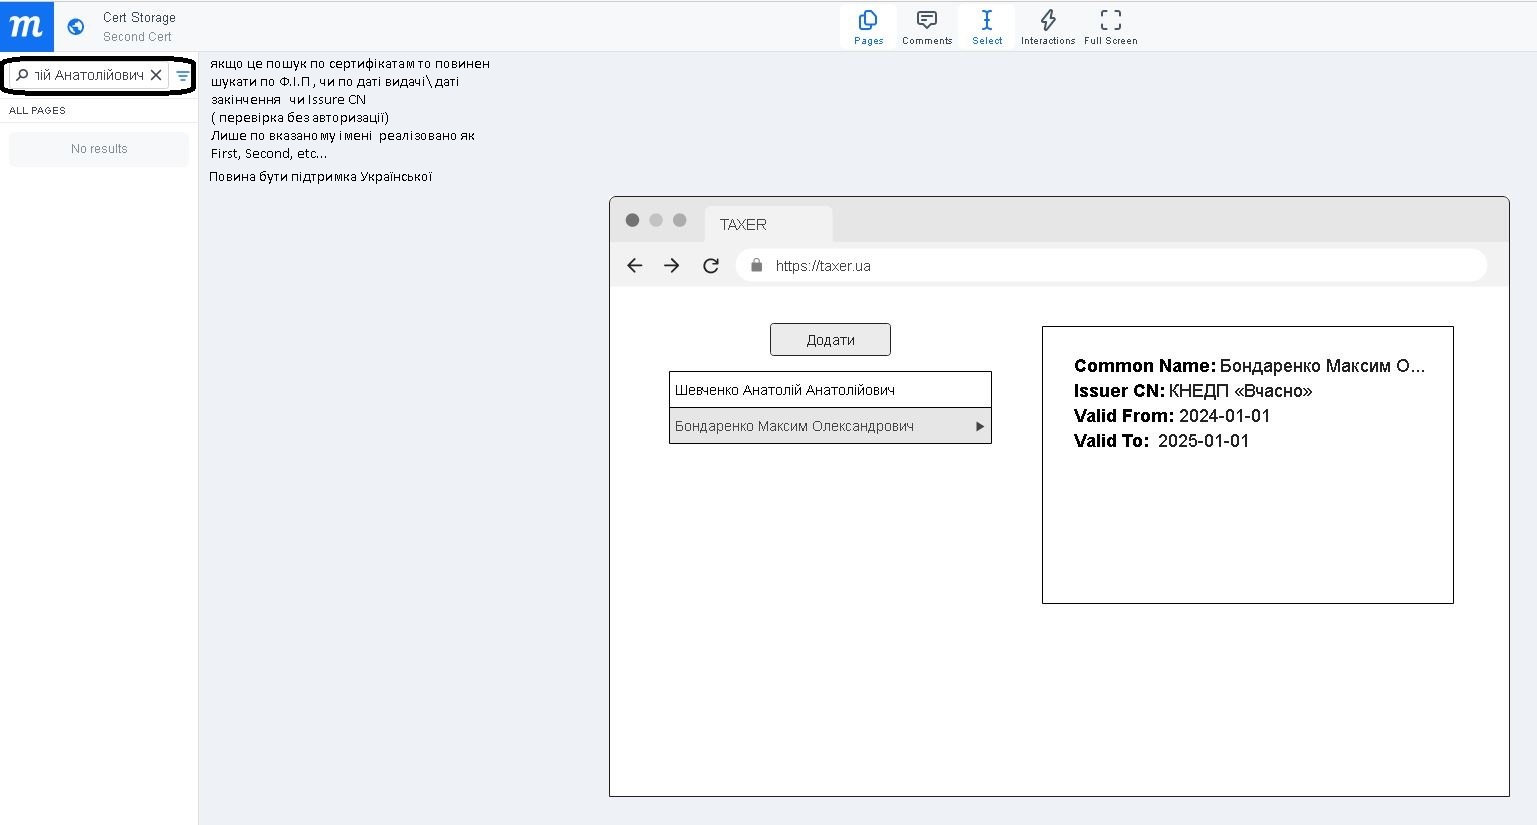 m
Cert Storage
Second Cert
Pages
Comments
Select
Interactions
Full Screen
лій Анатолійович
ALL PAGES
No results
якщо це пошук по сертифікатам то повинен
шукати по Ф.І.П , чи по даті видачі\ даті
закінчення чи Issure CN
( перевірка без авторизації)
Лише по вказаному імені реалізовано як
First, Second, etc...
Повина бути підтримка Української
TAXER
https://taxer.ua
Додати
Шевченко Анатолій Анатолійович
Бондаренко Максим Олександрович
Common Name: Бондаренко Максим О...
Issuer CN: КНЕДП «Вчасно»
Valid From: 2024-01-01
Valid To: 2025-01-01